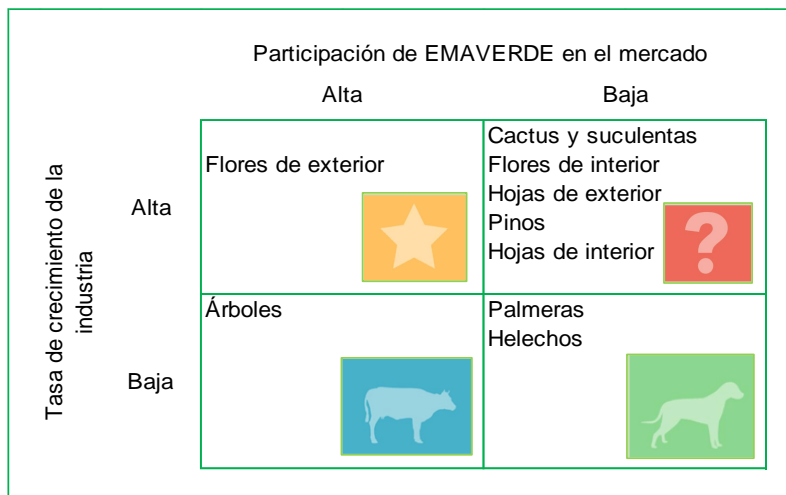 Participación de EMAVERDE en el mercado
Alta
Baja
Tasa de crecimiento de la
industria
Alta
Flores de exterior
Cactus y suculentas
Flores de interior
Hojas de exterior
Pinos
Hojas de interior
?
Baja
Árboles
Palmeras
Helechos